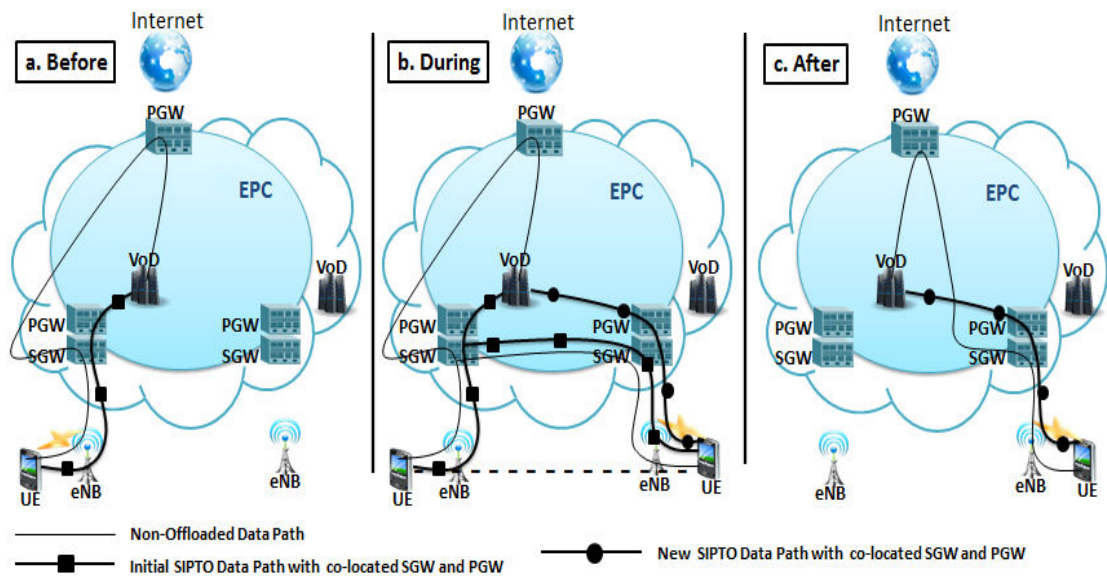 Internet
a. Before
PGW
EPC
VoD
VoD
PGW
SGW
PGW
SGW
UE
eNB
eNB
Internet
b. During
PGW
EPC
VoD
VoD
PGW
SGW
PGW
SGW
UE
eNB
eNB
UE
Internet
c. After
PGW
EPC
VoD
VoD
PGW
SGW
PGW
SGW
eNB
eNB
UE
Non-Offloaded Data Path
Initial SIPTO Data Path with co-located SGW and PGW
New SIPTO Data Path with co-located SGW and PGW